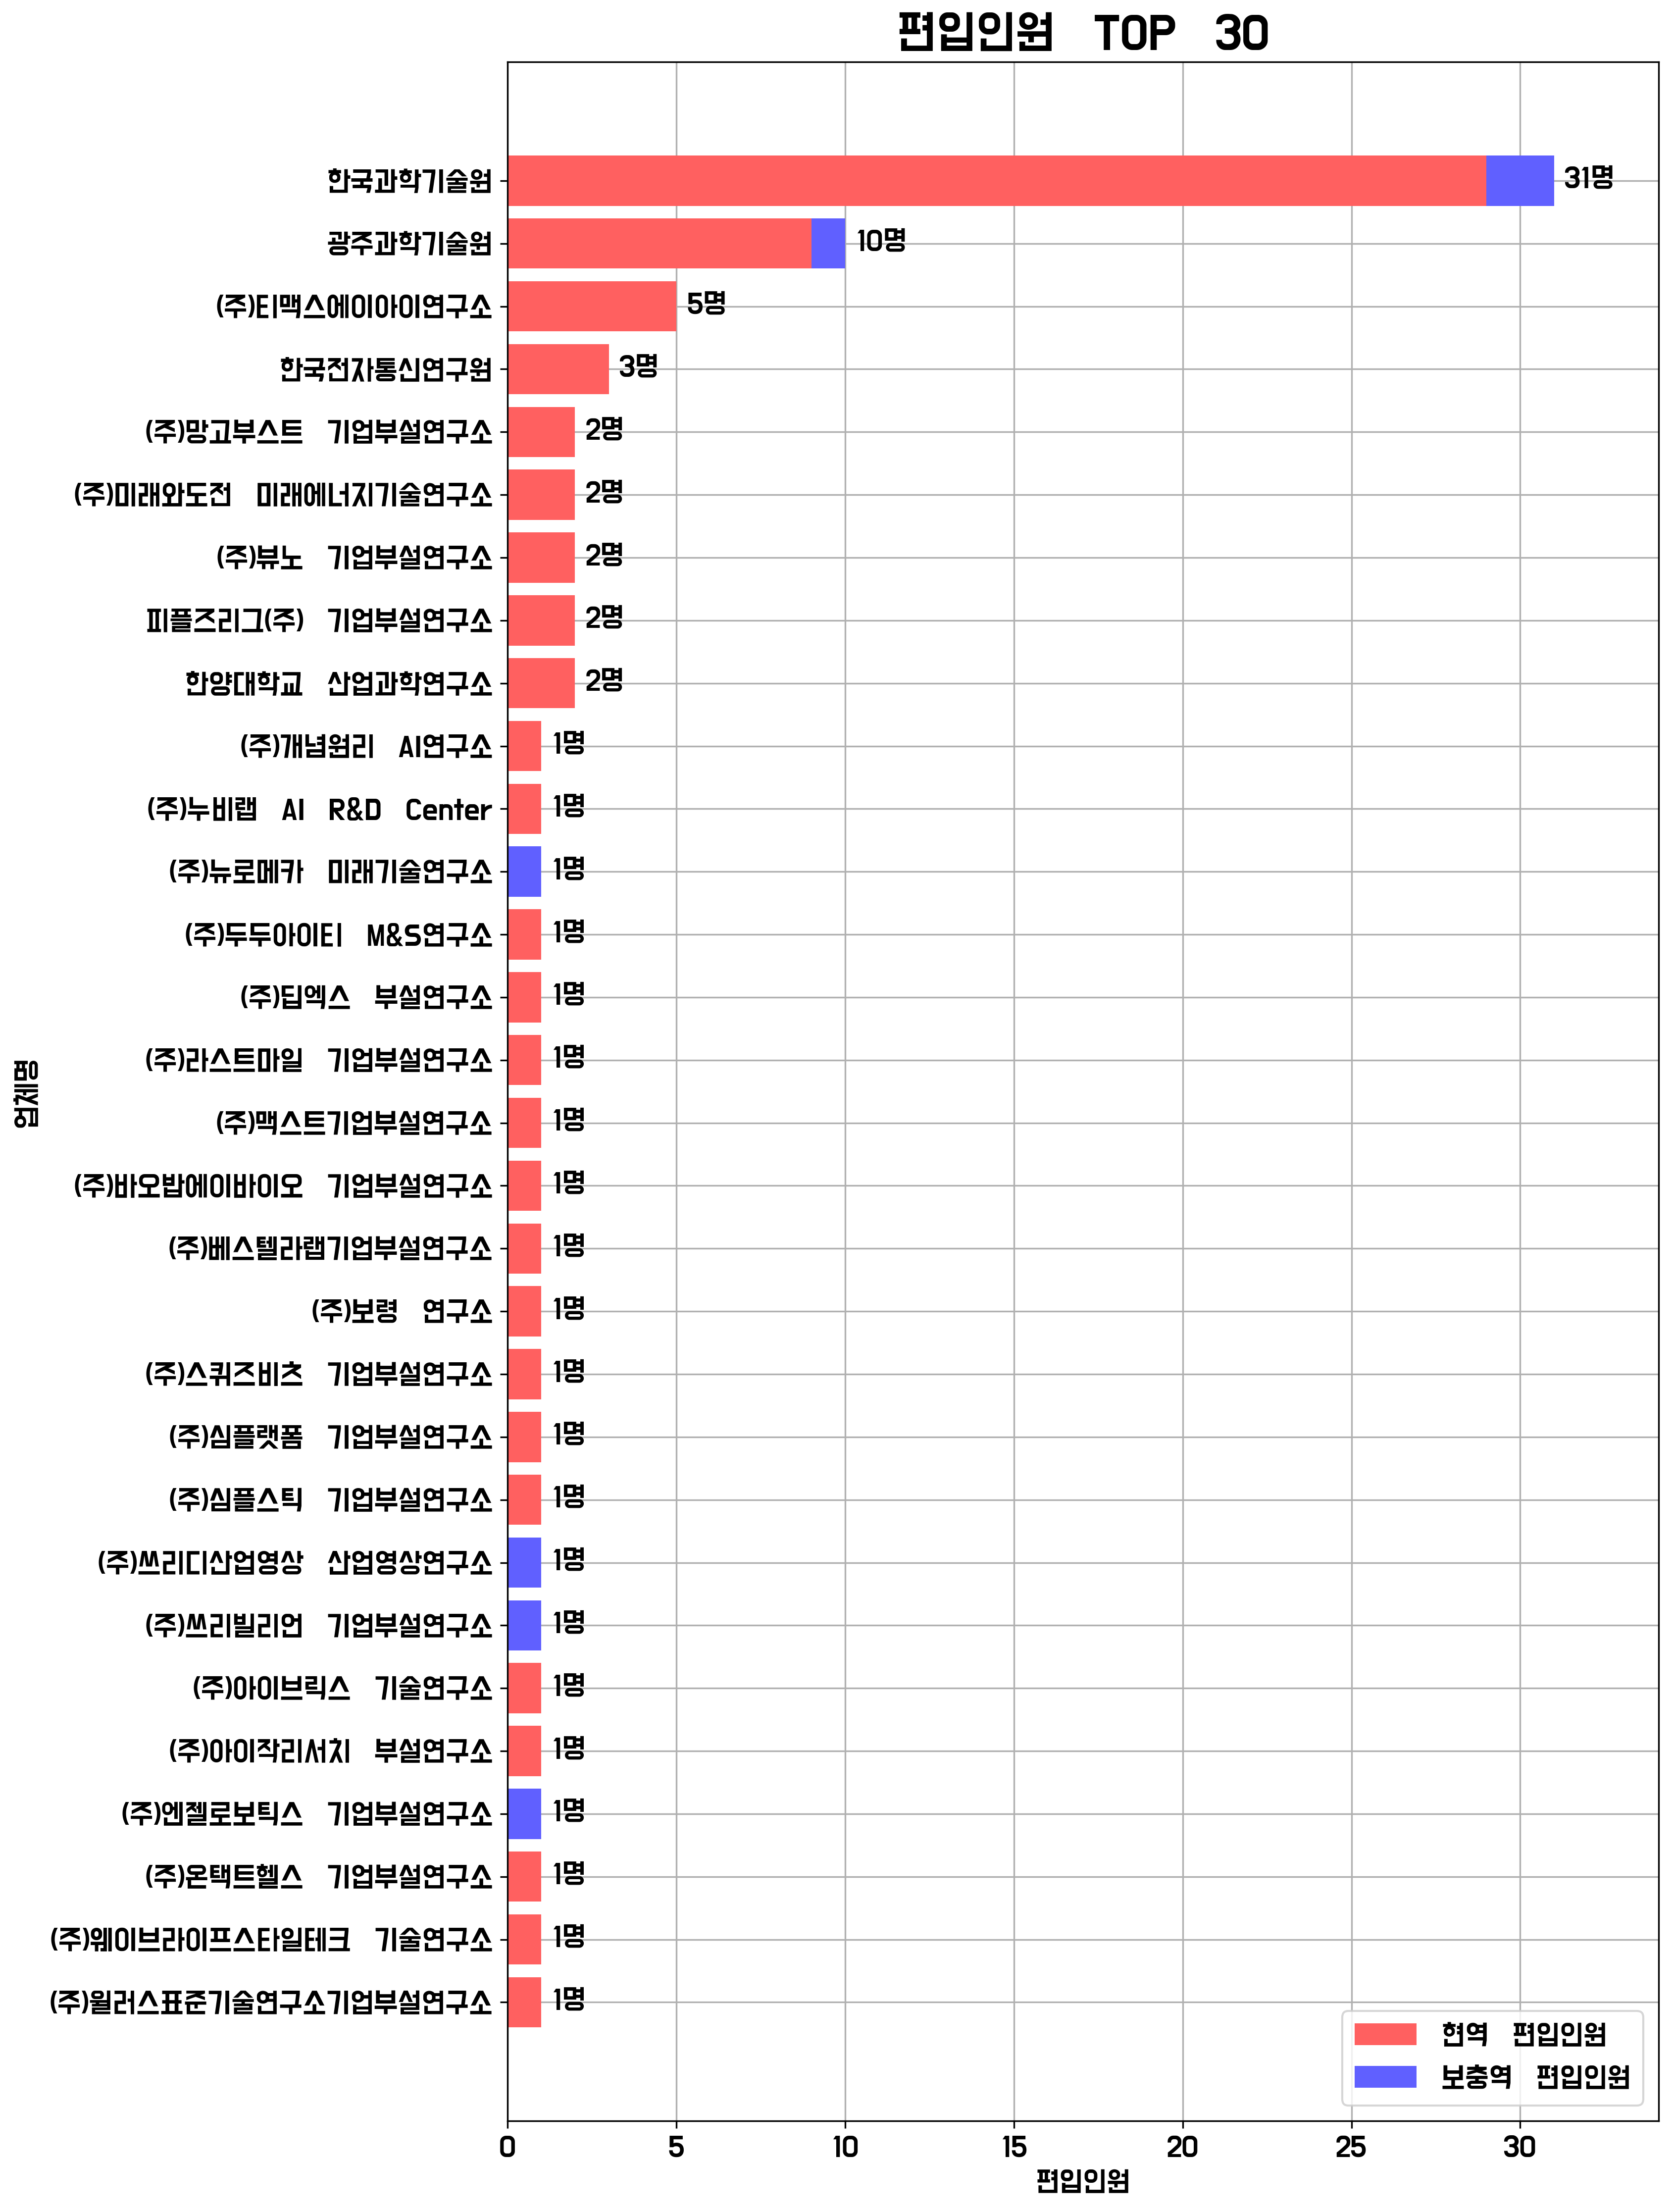 편입인원 TOP 30
한국과학기술원 31명
광주과학기술원 10명
(주)티맥스에이아이연구소 5명
한국전자통신연구원 3명
(주)망고부스트 기업부설연구소 2명
(주)미래와도전 미래에너지기술연구소 2명
(주)뷰노 기업부설연구소 2명
피플즈리그(주) 기업부설연구소 2명
한양대학교 산업과학연구소 2명
(주)개념원리 AI연구소 1명
(주)누비랩 AI R&D Center 1명
(주)뉴로메카 미래기술연구소 1명
(주)두두아이티 M&S연구소 1명
(주)딥엑스 부설연구소 1명
(주)라스트마일 기업부설연구소 1명
(주)맥스트기업부설연구소 1명
(주)바오밥에이바이오 기업부설연구소 1명
(주)베스텔라랩기업부설연구소 1명
(주)보령 연구소 1명
(주)스퀴즈비츠 기업부설연구소 1명
(주)심플랫폼 기업부설연구소 1명
(주)심플스틱 기업부설연구소 1명
(주)쓰리디산업영상 산업영상연구소 1명
(주)쓰리빌리언 기업부설연구소 1명
(주)아이브릭스 기술연구소 1명
(주)아이작리서치 부설연구소 1명
(주)엔젤로보틱스 기업부설연구소 1명
(주)온택트헬스 기업부설연구소 1명
(주)웨이브라이프스타일테크 기술연구소 1명
(주)윌러스표준기술연구소기업부설연구소 1명
업체명
현역 편입인원
보충역 편입인원
0 5 10 15 20 25 30
편입인원